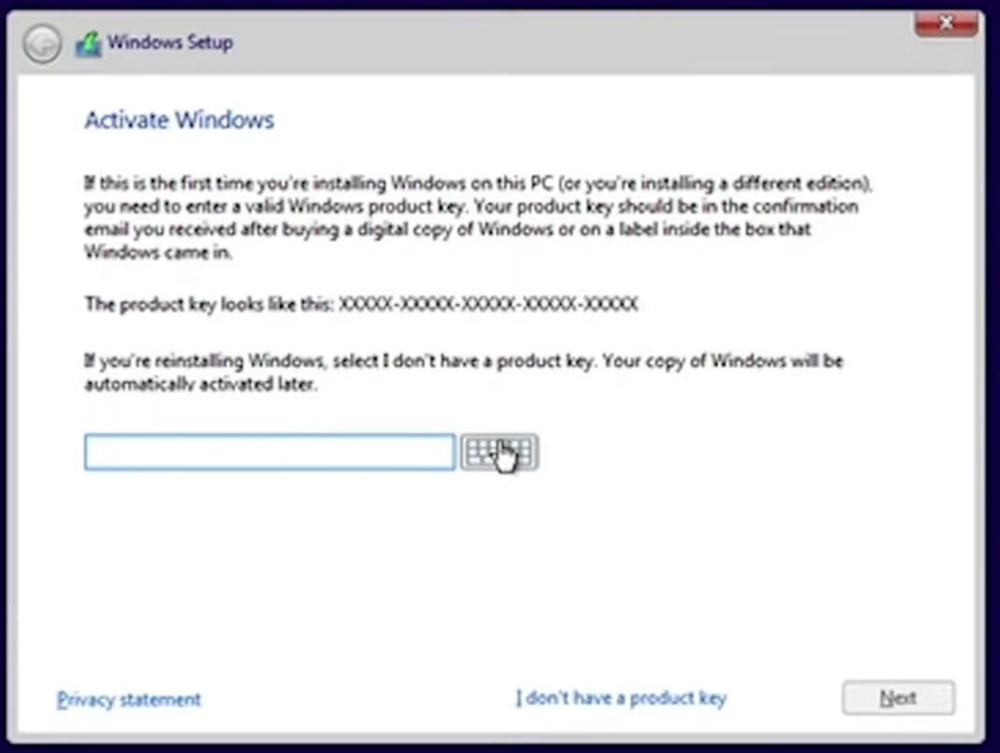 Windows Setup
Activate Windows
If this is the first time you're installing Windows on this PC (or you're installing a different edition),
you need to enter a valid Windows product key. Your product key should be in the confirmation
email you received after buying a digital copy of Windows or on a label inside the box that
Windows came in.
The product key looks like this: XXXXX-XXXXX-XXXXX-XXXXX-XXXXX
If you're reinstalling Windows, select I don't have a product key. Your copy of Windows will be
automatically activated later.
Privacy statement
I don't have a product key
Next